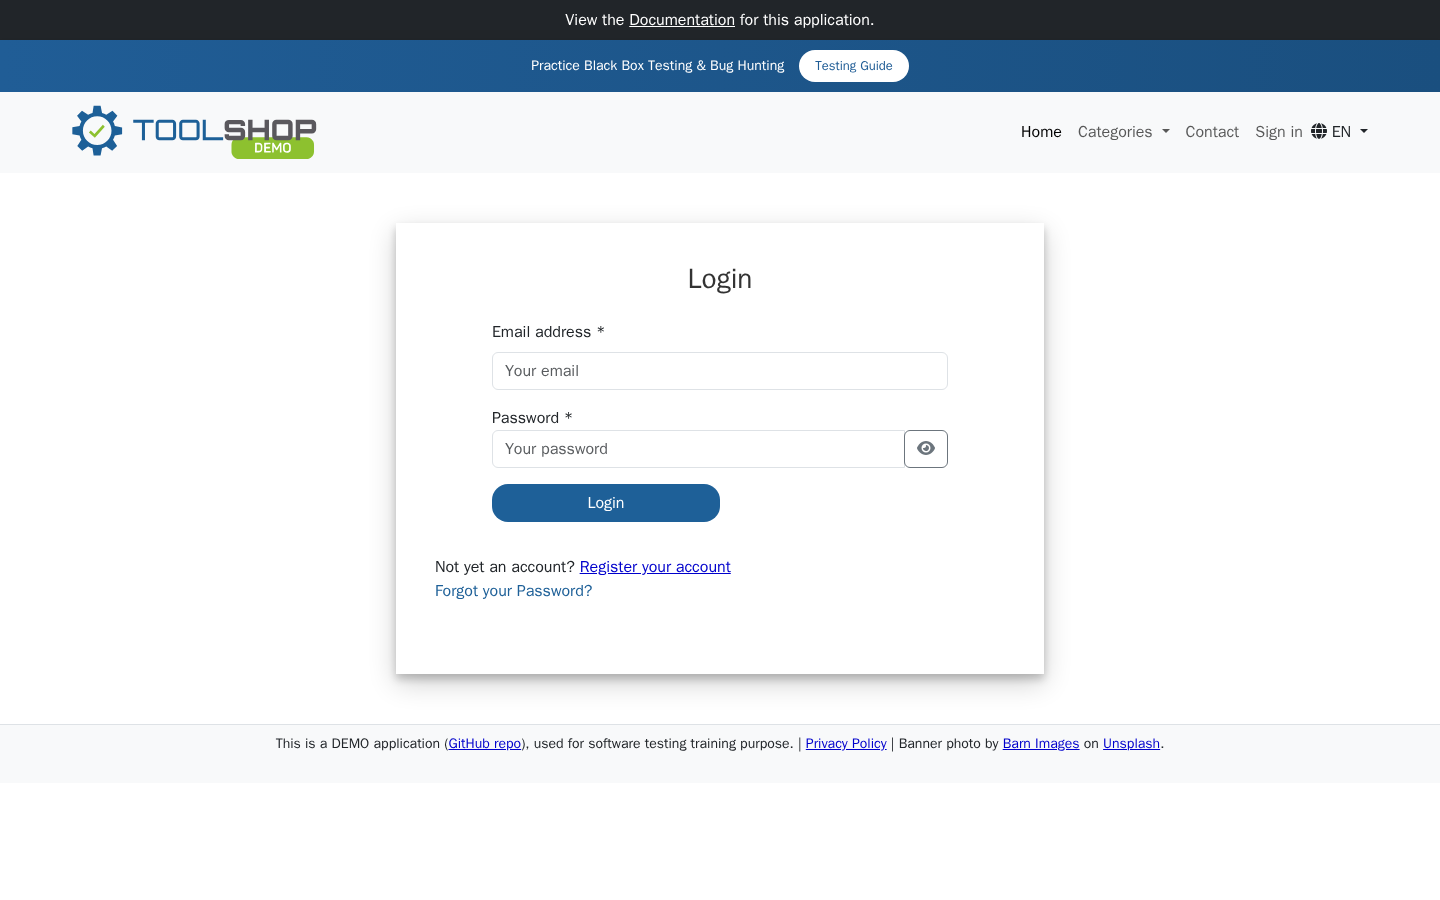 View the Documentation for this application.
Practice Black Box Testing & Bug Hunting Testing Guide
TOOLSHOP
DEMO
Home Categories Contact Sign in EN
Login
Email address *
Your email
Password *
Your password
Login
Not yet an account? Register your account
Forgot your Password?
This is a DEMO application (GitHub repo), used for software testing training purpose. | Privacy Policy | Banner photo by Barn Images on Unsplash.